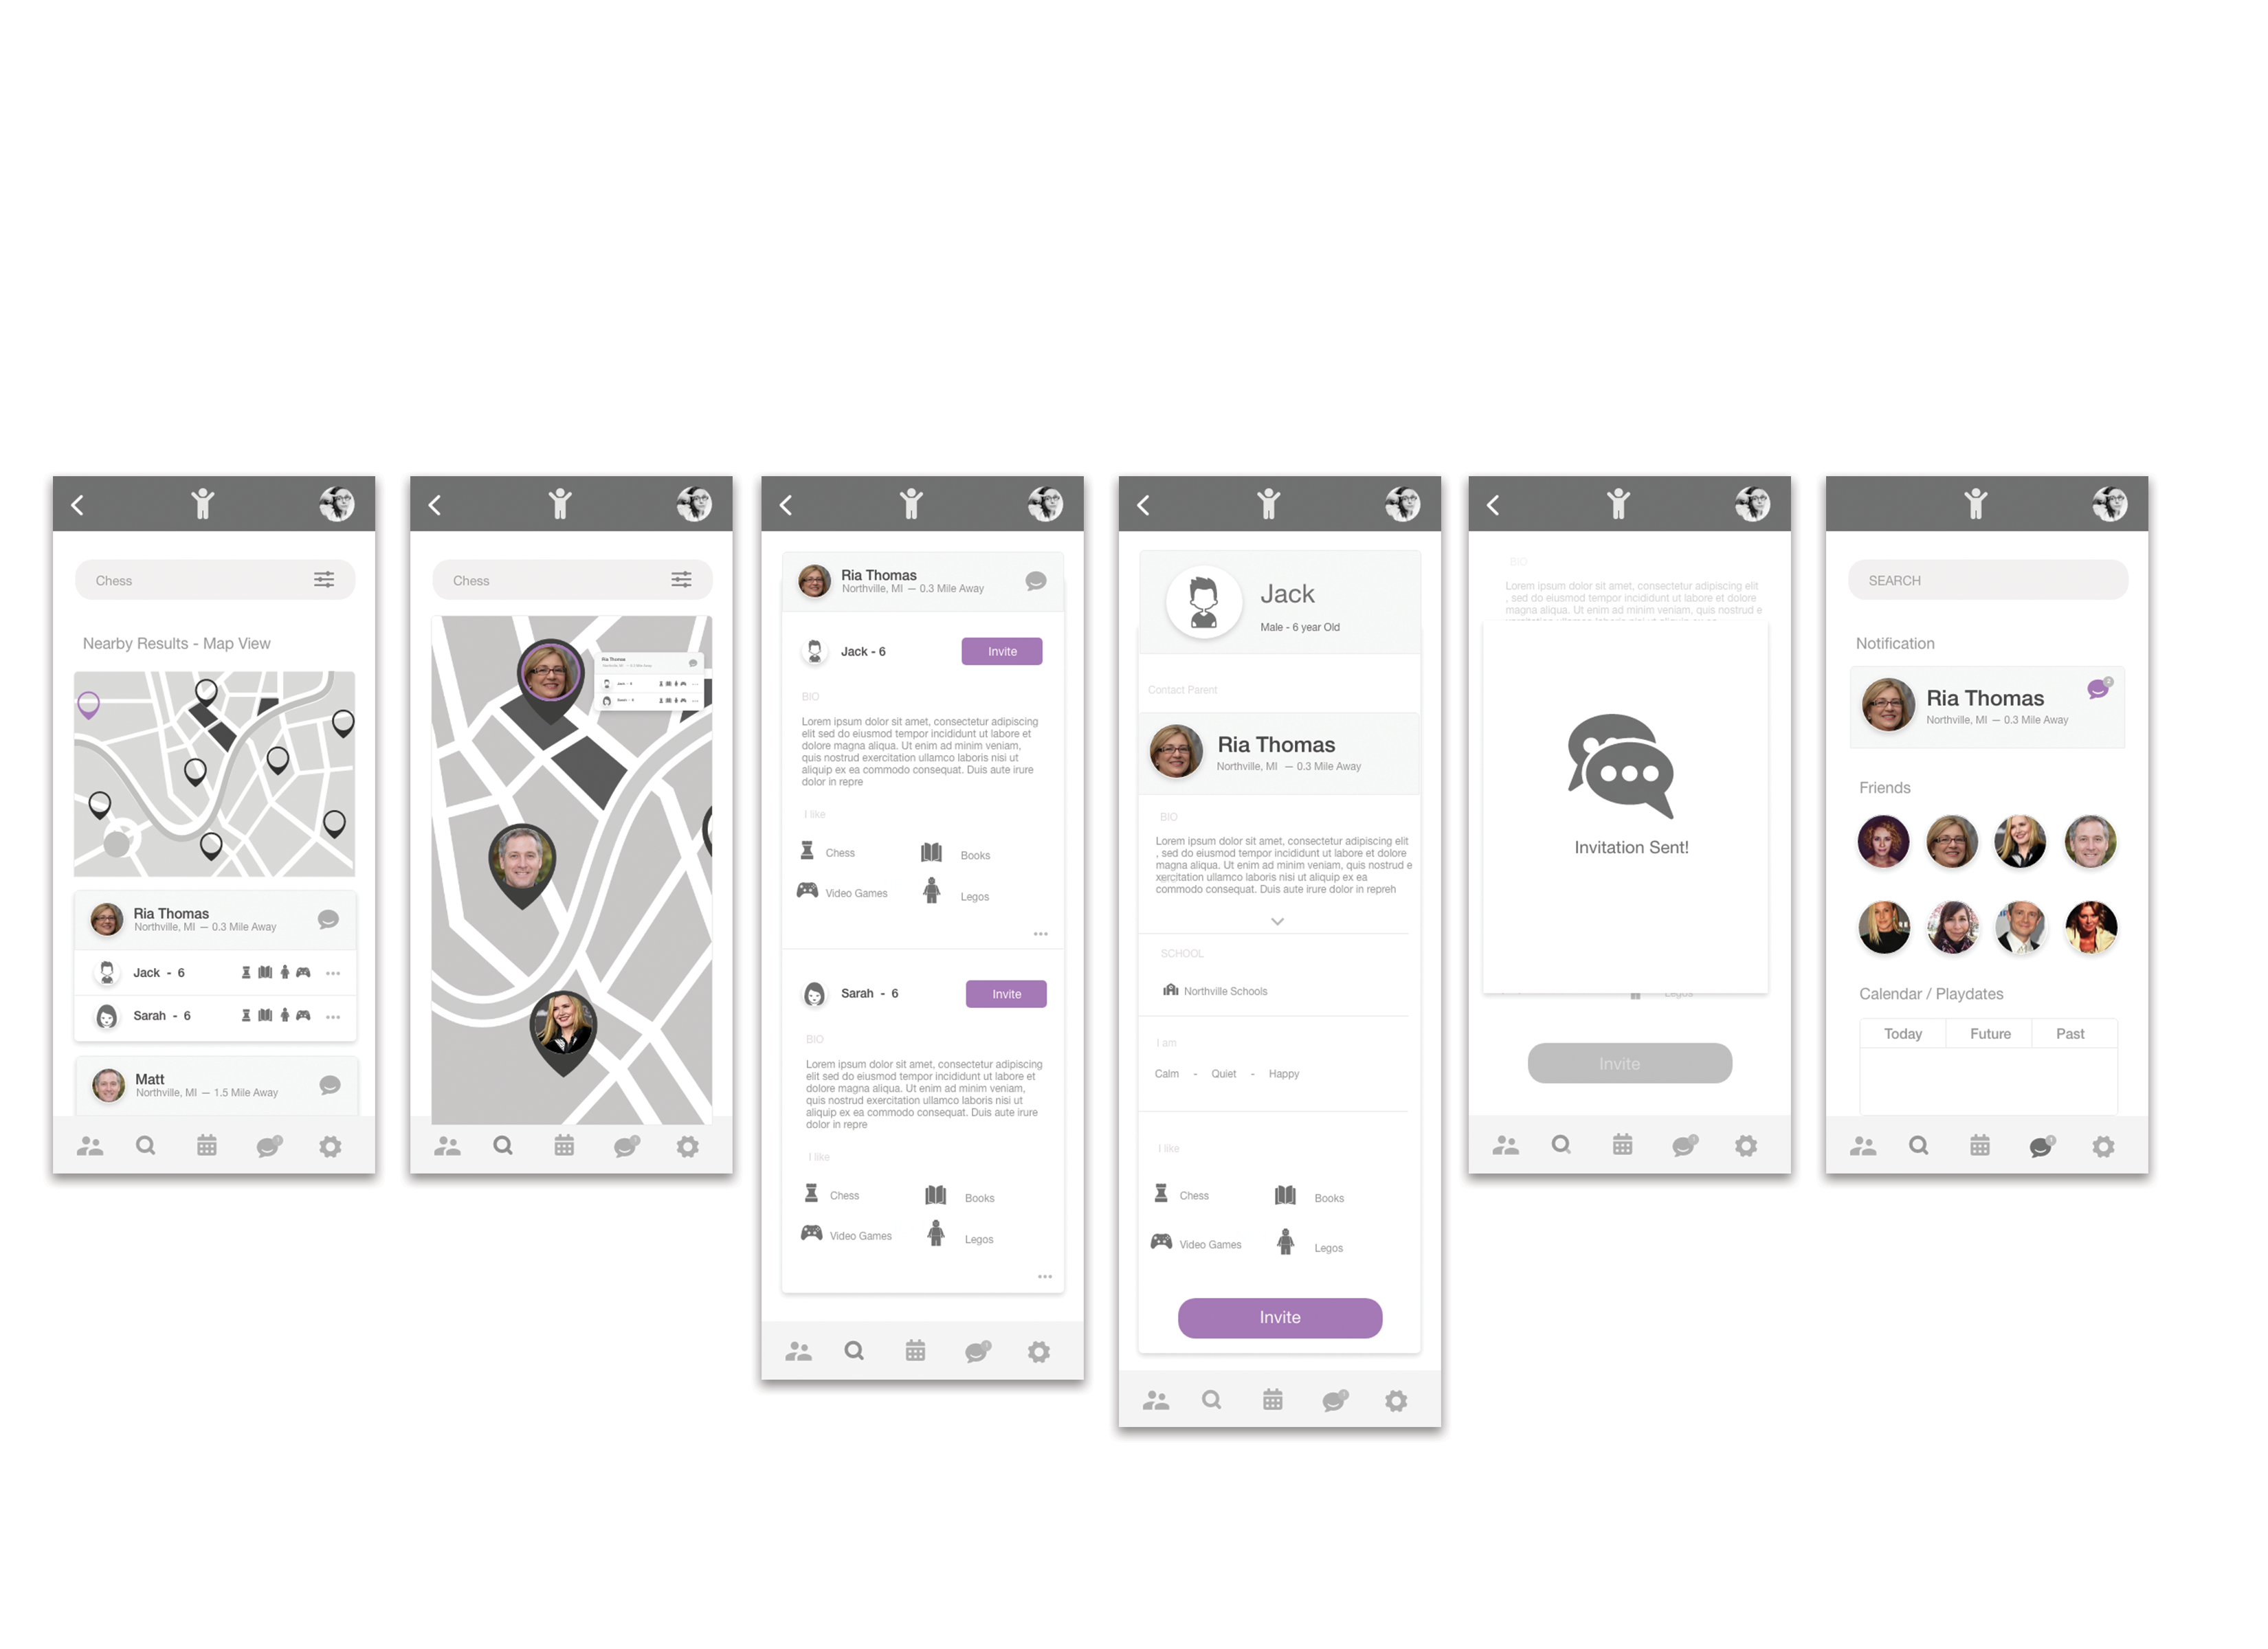 Chess
Nearby Results - Map View
Ria Thomas
Northville, MI — 0.3 Mile Away
Jack - 6
Sarah - 6
Matt
Northville, MI — 1.5 Mile Away
Chess
Ria Thomas
Ria Thomas
Northville, MI — 0.3 Mile Away
Jack - 6
Invite
BIO
Lorem ipsum dolor sit amet, consectetur adipiscing
elit sed do eiusmod tempor incididunt ut labore et
dolore magna aliqua. Ut enim ad minim veniam,
quis nostrud exercitation ullamco laboris nisi ut
aliquip ex ea commodo consequat. Duis aute irure
dolor in repre
I like
Chess
Books
Video Games
Legos
Sarah - 6
Invite
BIO
Lorem ipsum dolor sit amet, consectetur adipiscing
elit sed do eiusmod tempor incididunt ut labore et
dolore magna aliqua. Ut enim ad minim veniam,
quis nostrud exercitation ullamco laboris nisi ut
aliquip ex ea commodo consequat. Duis aute irure
dolor in repre
I like
Chess
Books
Video Games
Legos
Jack
Male - 6 year Old
Contact Parent
Ria Thomas
Northville, MI — 0.3 Mile Away
BIO
Lorem ipsum dolor sit amet, consectetur adipiscing elit
, sed do eiusmod tempor incididunt ut labore et dolore
magna aliqua. Ut enim ad minim veniam, quis nostrud e
xercitation ullamco laboris nisi ut aliquip ex ea
commodo consequat. Duis aute irure dolor in repreh
SCHOOL
Northville Schools
I am
Calm - Quiet - Happy
I like
Chess
Books
Video Games
Legos
Invite
BIO
Lorem ipsum dolor sit amet, consectetur adipiscing elit
, sed do eiusmod tempor incididunt ut labore et dolore
magna aliqua. Ut enim ad minim veniam, quis nostrud e
Invitation Sent!
Legos
Invite
SEARCH
Notification
Ria Thomas
2
Northville, MI — 0.3 Mile Away
Friends
Calendar / Playdates
Today
Future
Past